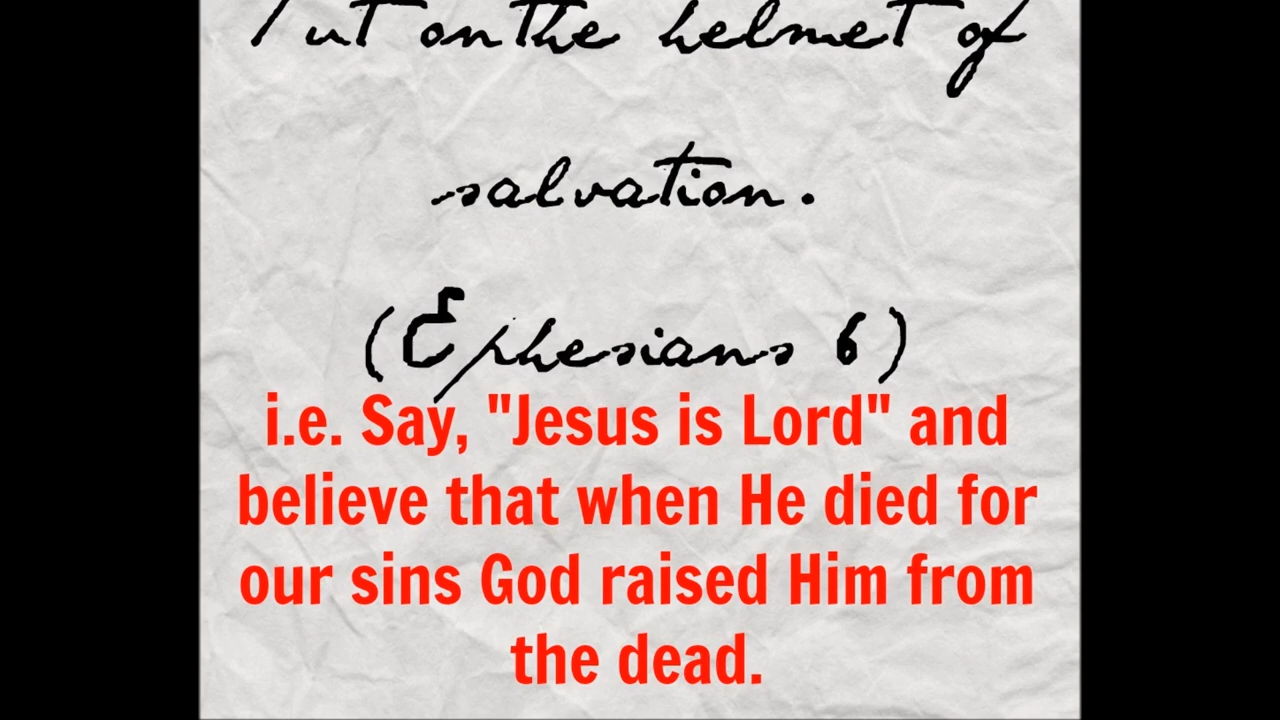 Put on the helmet of
salvation.
(Ephesians 6)
i.e. Say, "Jesus is Lord" and
believe that when He died for
our sins God raised Him from
the dead.